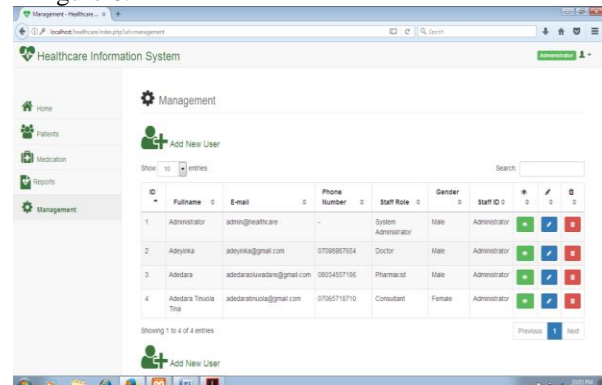 Management - Healthcare ... ×
localhost/healthcare/index.php?url=management
Search
Healthcare Information System
Administrator
Home
Patients
Medication
Reports
Management
Management
Add New User
Show 10 entries
Search:
ID Fullname E-mail Phone Number Staff Role Gender Staff ID
1 Administrator admin@healthcare - System Administrator Male Administrator
2 Adeyinka adeyinka@gmail.com 07098987654 Doctor Male Administrator
3 Adedara adedaraoluwadare@gmail.com 08034557186 Pharmacist Male Administrator
4 Adedara Tinuola Tina adedaratinuola@gmail.com 07065718710 Consultant Female Administrator
Showing 1 to 4 of 4 entries
Previous 1 Next
Add New User